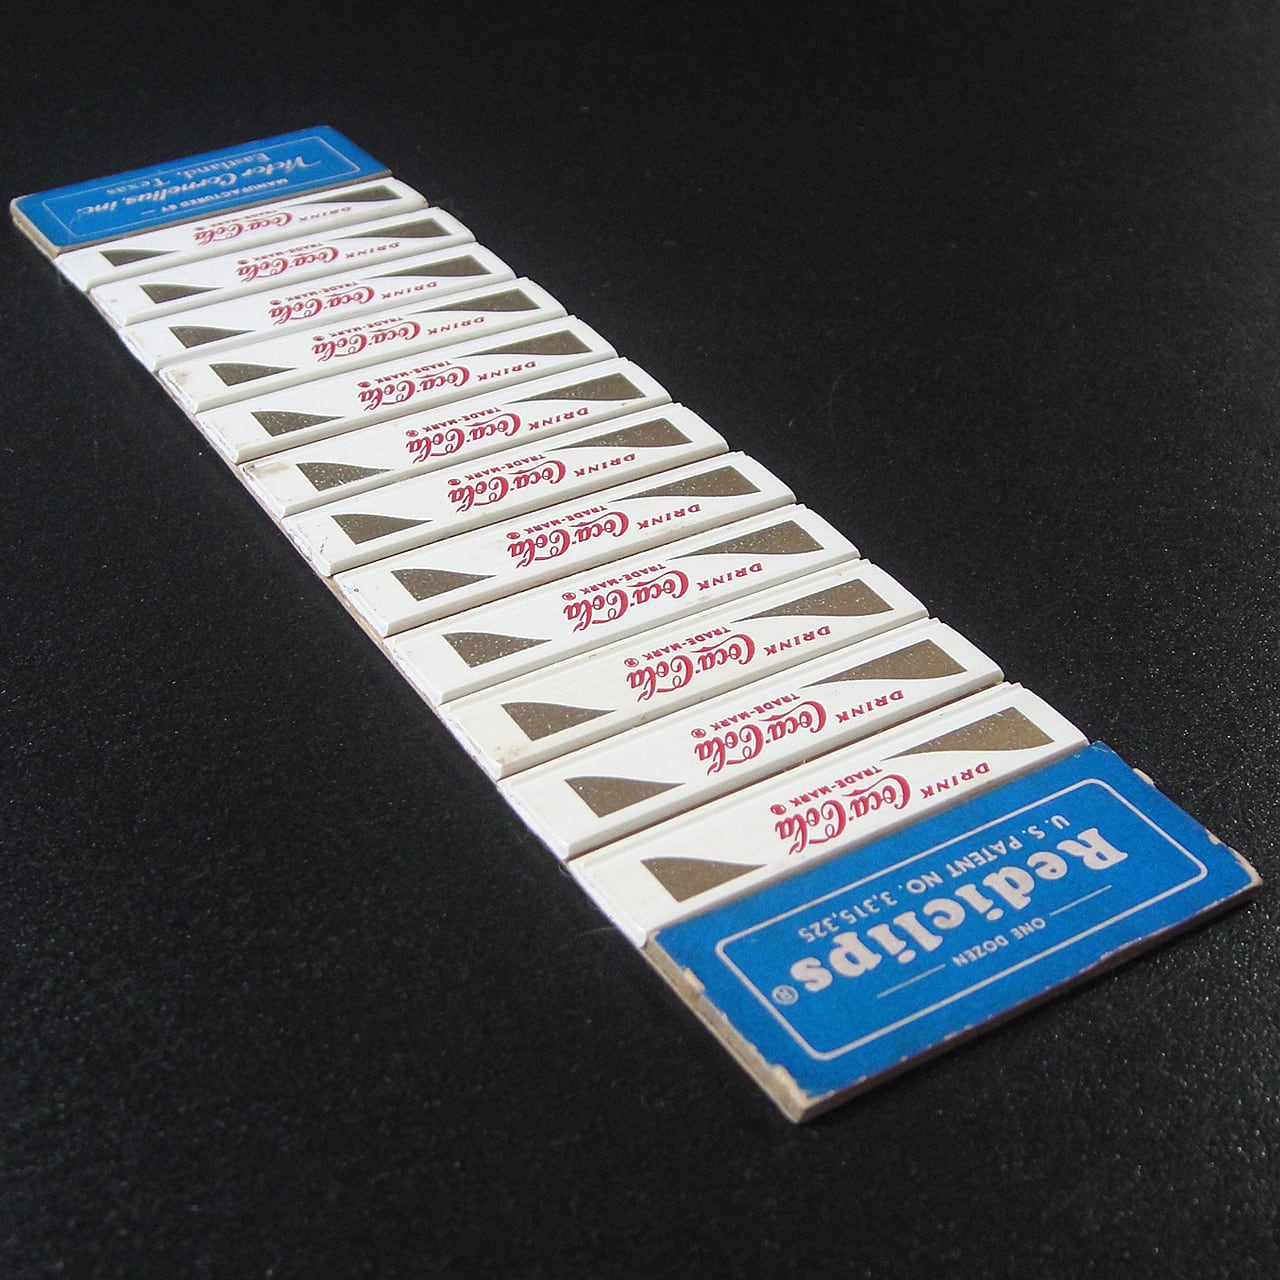 ONE DOZEN
Rediclips®
U.S. PATENT NO. 3,315,325
DRINK Coca-Cola
TRADE-MARK ®
DRINK Coca-Cola
TRADE-MARK ®
DRINK Coca-Cola
TRADE-MARK ®
DRINK Coca-Cola
TRADE-MARK ®
DRINK Coca-Cola
TRADE-MARK ®
DRINK Coca-Cola
TRADE-MARK ®
DRINK Coca-Cola
TRADE-MARK ®
DRINK Coca-Cola
TRADE-MARK ®
DRINK Coca-Cola
TRADE-MARK ®
DRINK Coca-Cola
TRADE-MARK ®
DRINK Coca-Cola
TRADE-MARK ®
DRINK Coca-Cola
TRADE-MARK ®
MANUFACTURED BY
Victor Cornelius, Inc.
Eastland, Texas